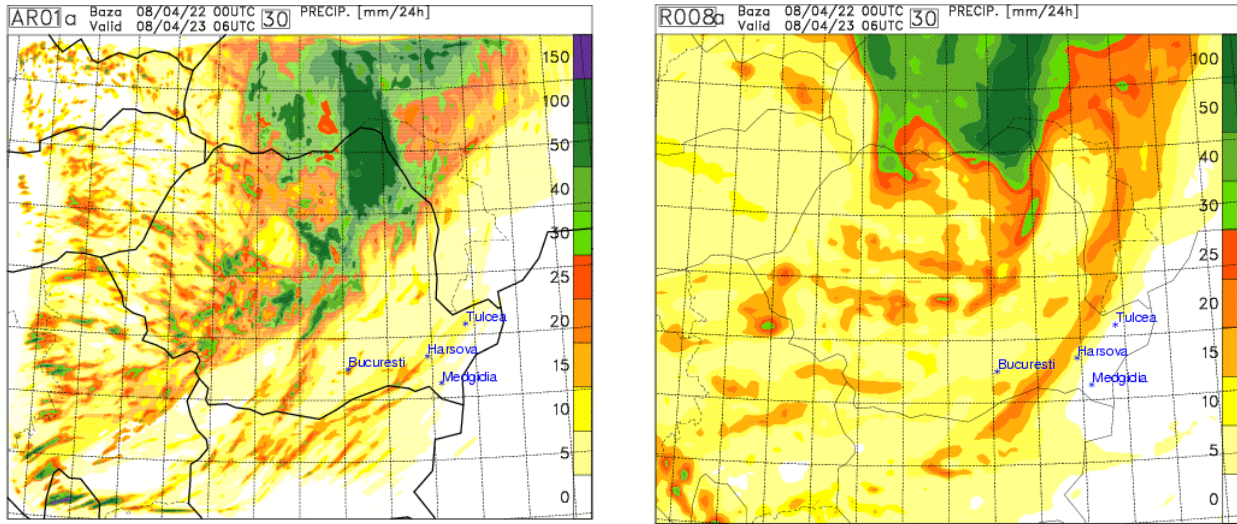 AR01a Baza 08/04/22 00UTC 30 PRECIP. [mm/24h]
Valid 08/04/23 06UTC
150
100
50
40
30
25
20
15
10
5
0
Tulcea
Harsova
Bucuresti
Medgidia
R008a Baza 08/04/22 00UTC 30 PRECIP. [mm/24h]
Valid 08/04/23 06UTC
100
50
40
30
25
20
15
10
5
0
Tulcea
Harsova
Bucuresti
Medgidia